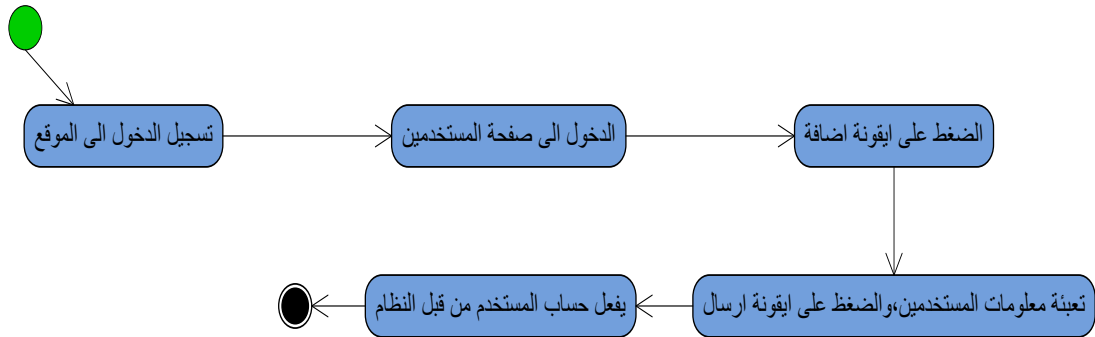 تسجيل الدخول الى الموقع
الدخول الى صفحة المستخدمين
الضغط على ايقونة اضافة
تعبئة معلومات المستخدمين،والضغظ على ايقونة ارسال
يفعل حساب المستخدم من قبل النظام